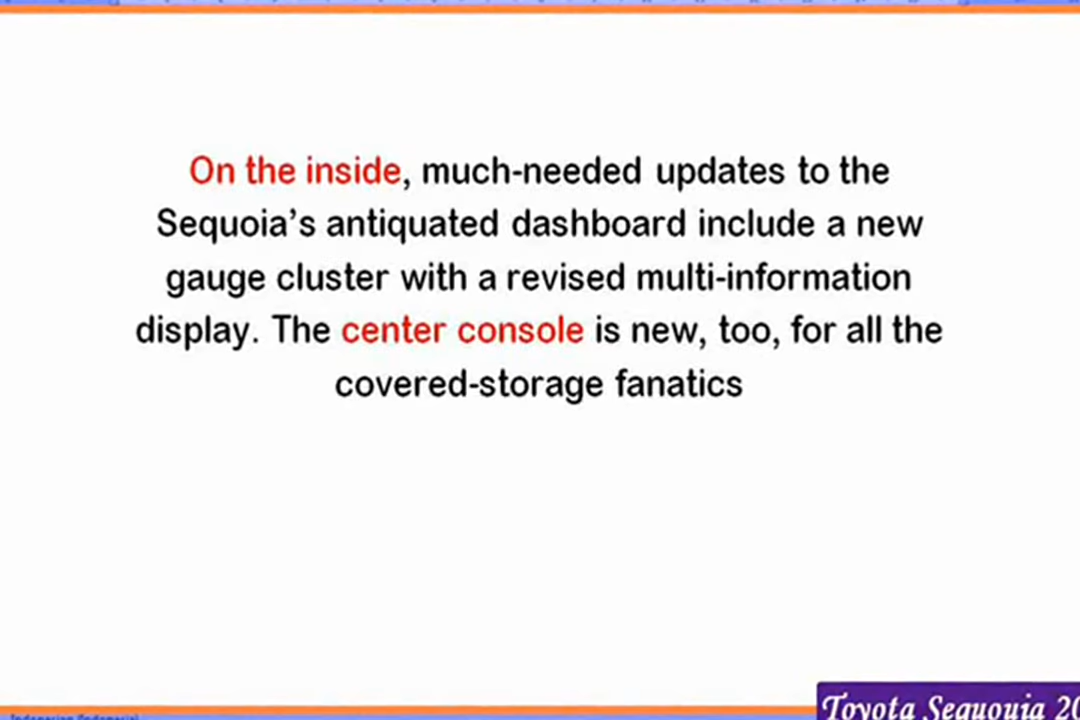 On the inside, much-needed updates to the
Sequoia’s antiquated dashboard include a new
gauge cluster with a revised multi-information
display. The center console is new, too, for all the
covered-storage fanatics
Toyota Sequouia 20